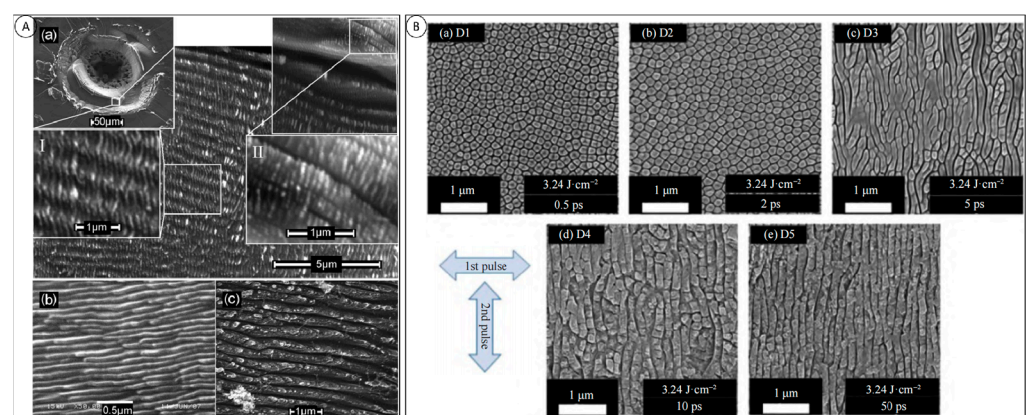 A
(a)
50µm
I
1µm
II
1µm
5µm
(b)
0.5µm
(c)
1µm
B
(a) D1
1 µm
3.24 J·cm⁻²
0.5 ps
(b) D2
1 µm
3.24 J·cm⁻²
2 ps
(c) D3
1 µm
3.24 J·cm⁻²
5 ps
1st pulse
2nd pulse
(d) D4
1 µm
3.24 J·cm⁻²
10 ps
(e) D5
1 µm
3.24 J·cm⁻²
50 ps